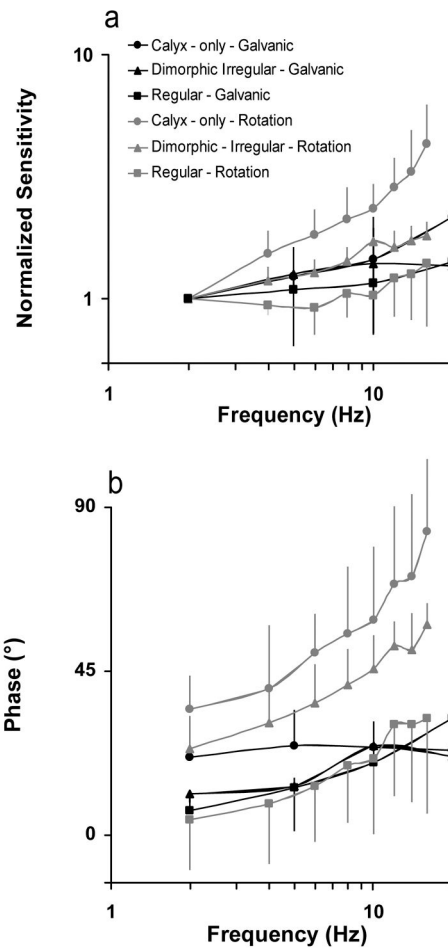 a
10
Calyx - only - Galvanic
Dimorphic Irregular - Galvanic
Regular - Galvanic
Calyx - only - Rotation
Dimorphic - Irregular - Rotation
Regular - Rotation
Normalized Sensitivity
1
1
10
Frequency (Hz)
b
90
45
Phase (°)
0
1
10
Frequency (Hz)